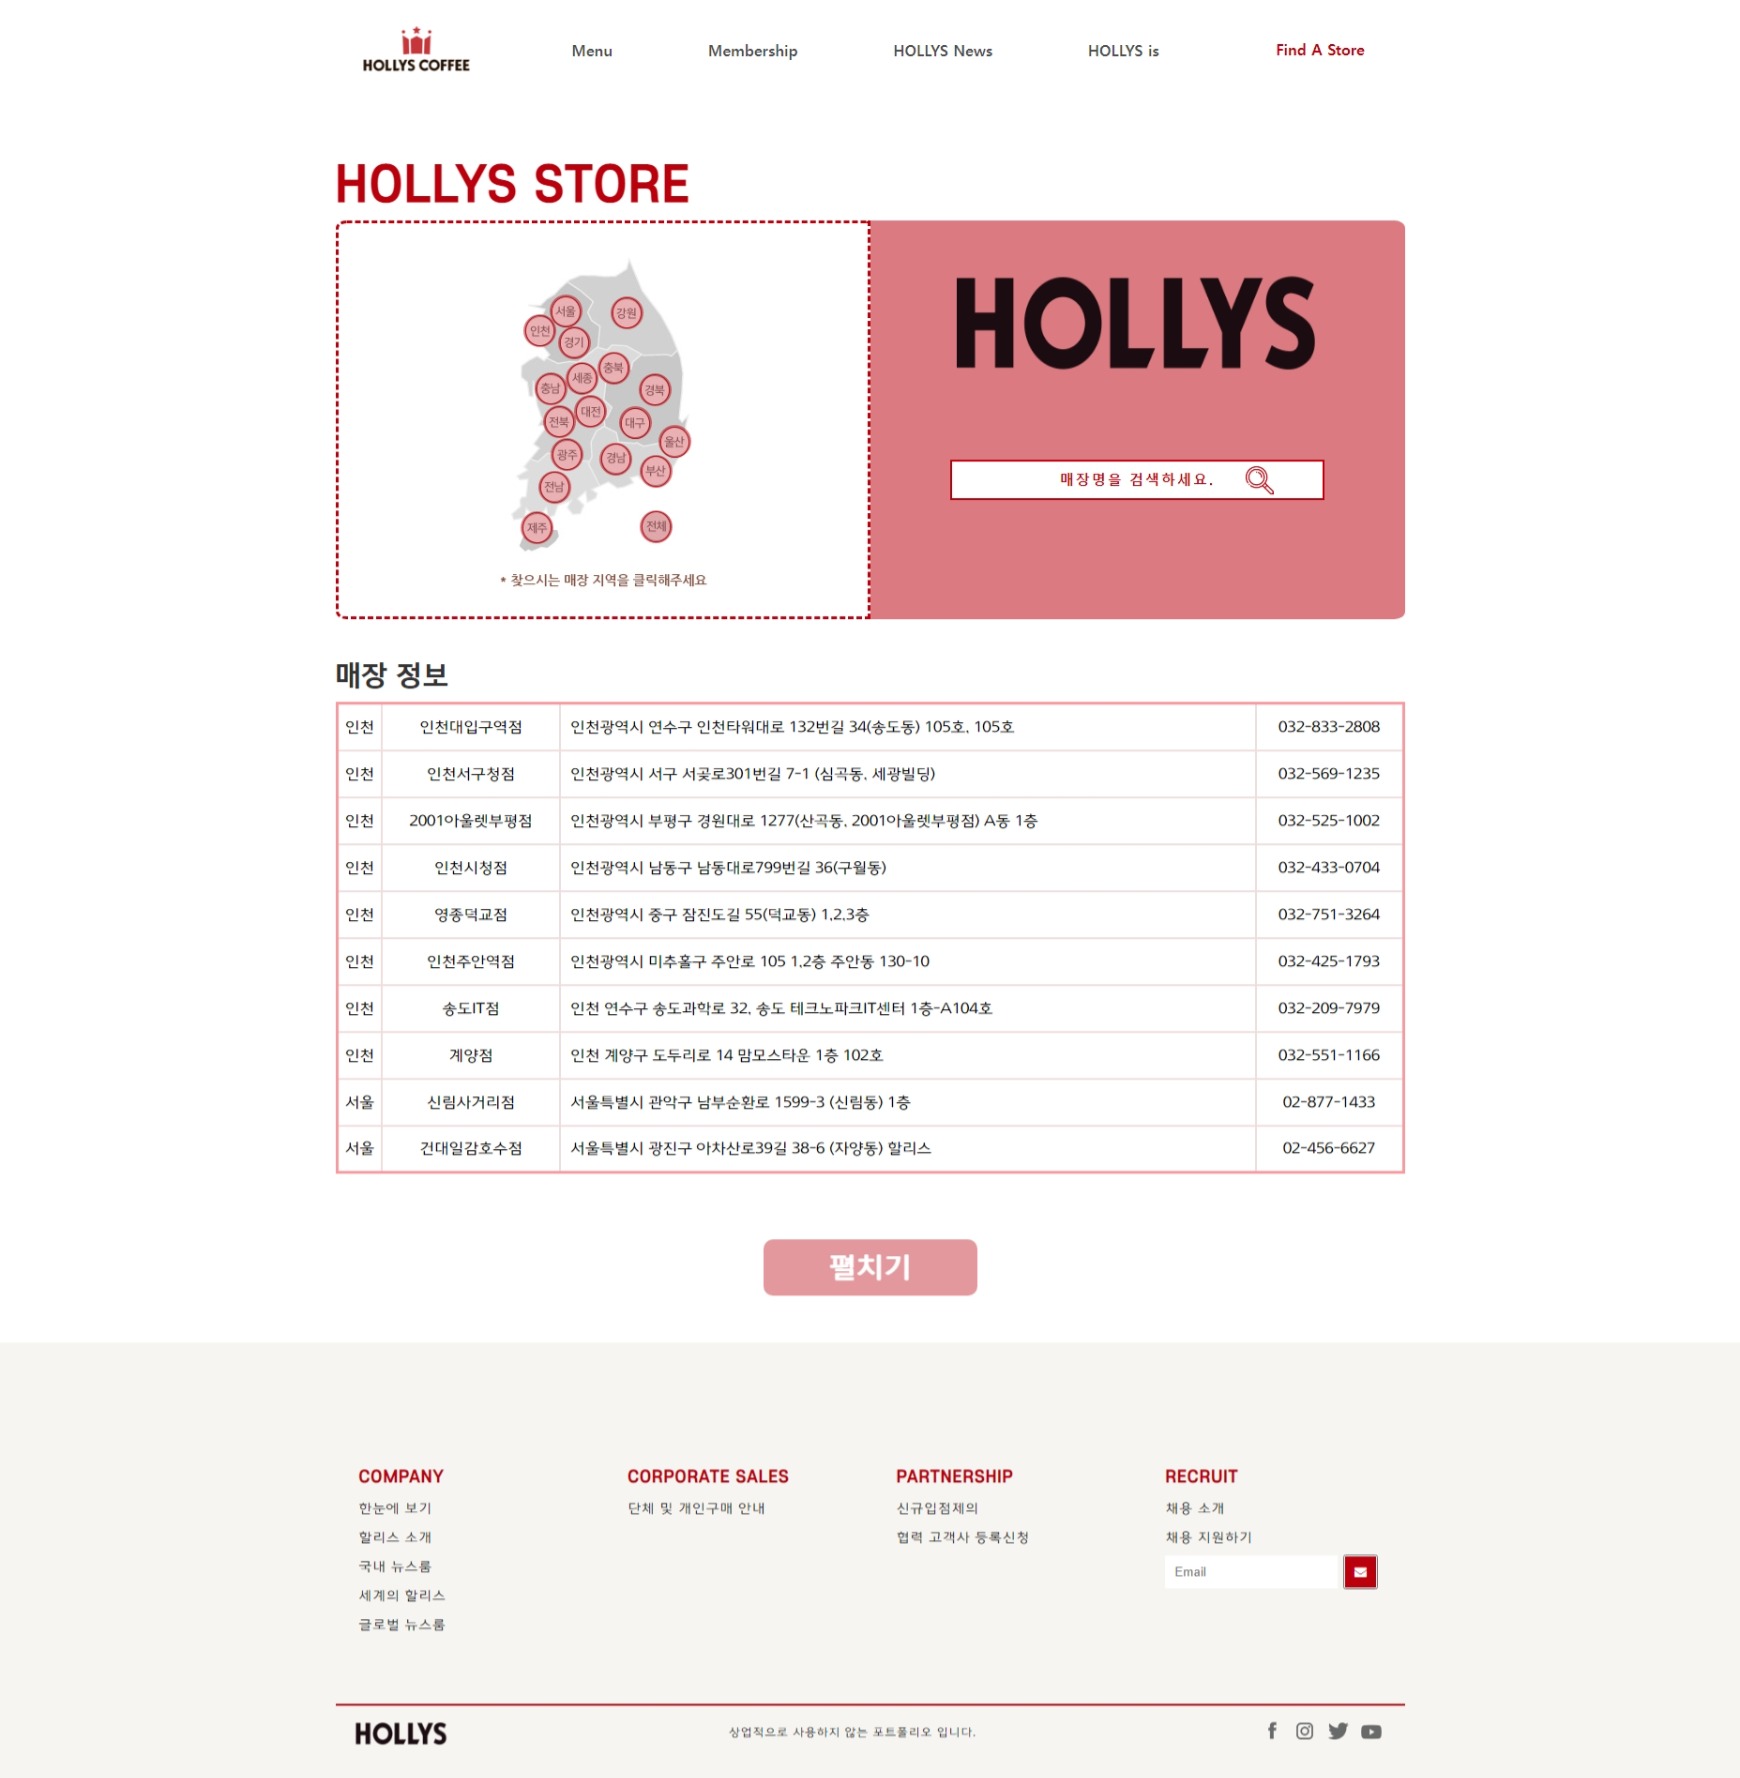 HOLLYS COFFEE
Menu
Membership
HOLLYS News
HOLLYS is
Find A Store
HOLLYS STORE
서울
강원
인천
경기
충북
세종
충남
경북
대전
전북
대구
울산
광주
경남
부산
전남
제주
전체
* 찾으시는 매장 지역을 클릭해주세요
HOLLYS
매장명을 검색하세요.
매장 정보
인천 인천대입구역점 인천광역시 연수구 인천타워대로 132번길 34(송도동) 105호, 105호 032-833-2808
인천 인천서구청점 인천광역시 서구 서곶로301번길 7-1 (심곡동, 세광빌딩) 032-569-1235
인천 2001아울렛부평점 인천광역시 부평구 경원대로 1277(산곡동, 2001아울렛부평점) A동 1층 032-525-1002
인천 인천시청점 인천광역시 남동구 남동대로799번길 36(구월동) 032-433-0704
인천 영종덕교점 인천광역시 중구 잠진도길 55(덕교동) 1,2,3층 032-751-3264
인천 인천주안역점 인천광역시 미추홀구 주안로 105 1,2층 주안동 130-10 032-425-1793
인천 송도IT점 인천 연수구 송도과학로 32, 송도 테크노파크IT센터 1층-A104호 032-209-7979
인천 계양점 인천 계양구 도두리로 14 맘모스타운 1층 102호 032-551-1166
서울 신림사거리점 서울특별시 관악구 남부순환로 1599-3 (신림동) 1층 02-877-1433
서울 건대일감호수점 서울특별시 광진구 아차산로39길 38-6 (자양동) 할리스 02-456-6627
펼치기
COMPANY
한눈에 보기
할리스 소개
국내 뉴스룸
세계의 할리스
글로벌 뉴스룸
CORPORATE SALES
단체 및 개인구매 안내
PARTNERSHIP
신규입점제의
협력 고객사 등록신청
RECRUIT
채용 소개
채용 지원하기
Email
HOLLYS
상업적으로 사용하지 않는 포트폴리오 입니다.